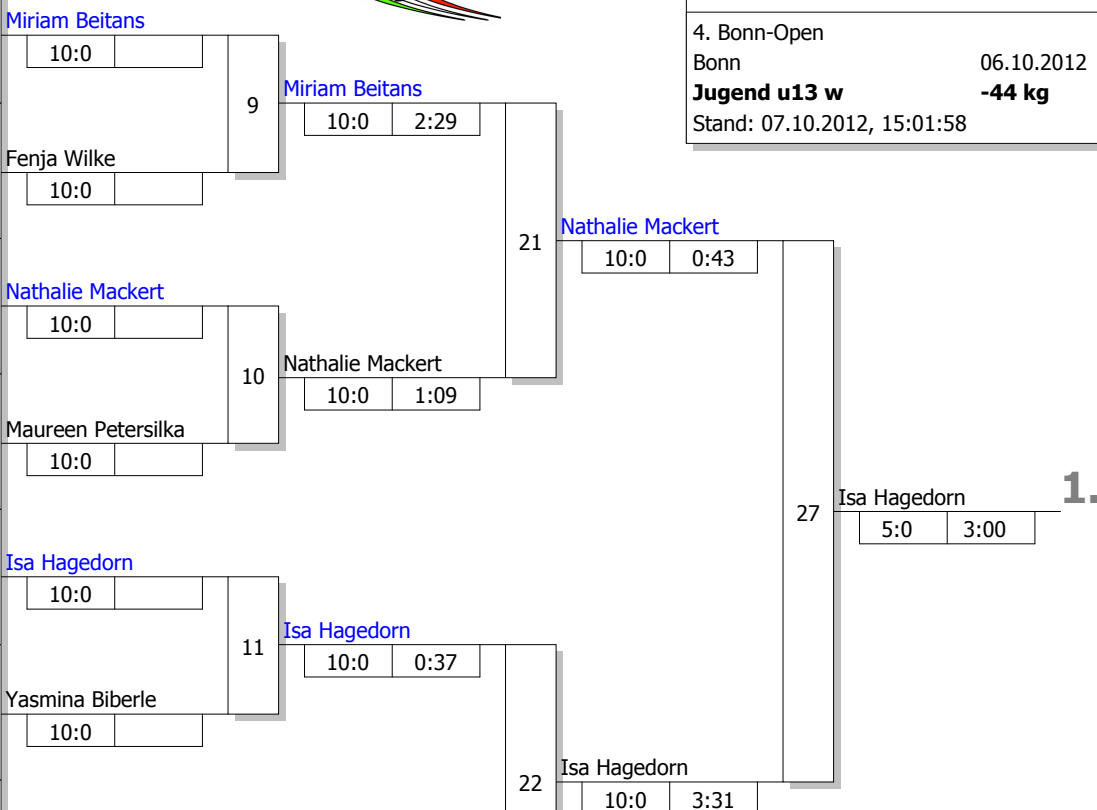 4. Bonn-Open
Bonn 06.10.2012
Jugend u13 w -44 kg
Stand: 07.10.2012, 15:01:58
Miriam Beitans
10:0
9
Fenja Wilke
10:0
Miriam Beitans
10:0 2:29
21
Nathalie Mackert
10:0
10
Maureen Petersilka
10:0
Nathalie Mackert
10:0 1:09
Nathalie Mackert
10:0 0:43
27
Isa Hagedorn
5:0 3:00
1.
Isa Hagedorn
10:0
11
Yasmina Biberle
10:0
Isa Hagedorn
10:0 0:37
22
Isa Hagedorn
10:0 3:31